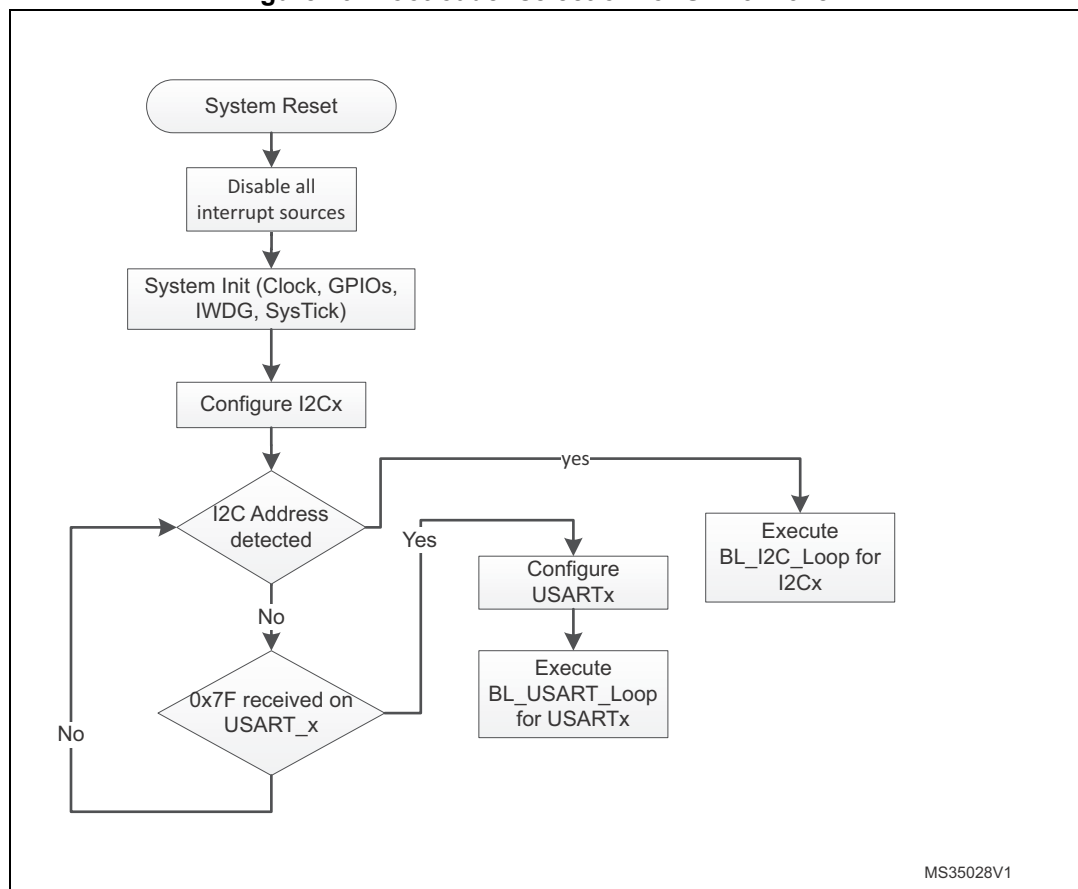 System Reset
Disable all
interrupt sources
System Init (Clock, GPIOs,
IWDG, SysTick)
Configure I2Cx
yes
I2C Address
detected
Yes
Execute
BL_I2C_Loop for
I2Cx
Configure
USARTx
No
Execute
BL_USART_Loop
for USARTx
0x7F received on
USART_x
No
MS35028V1